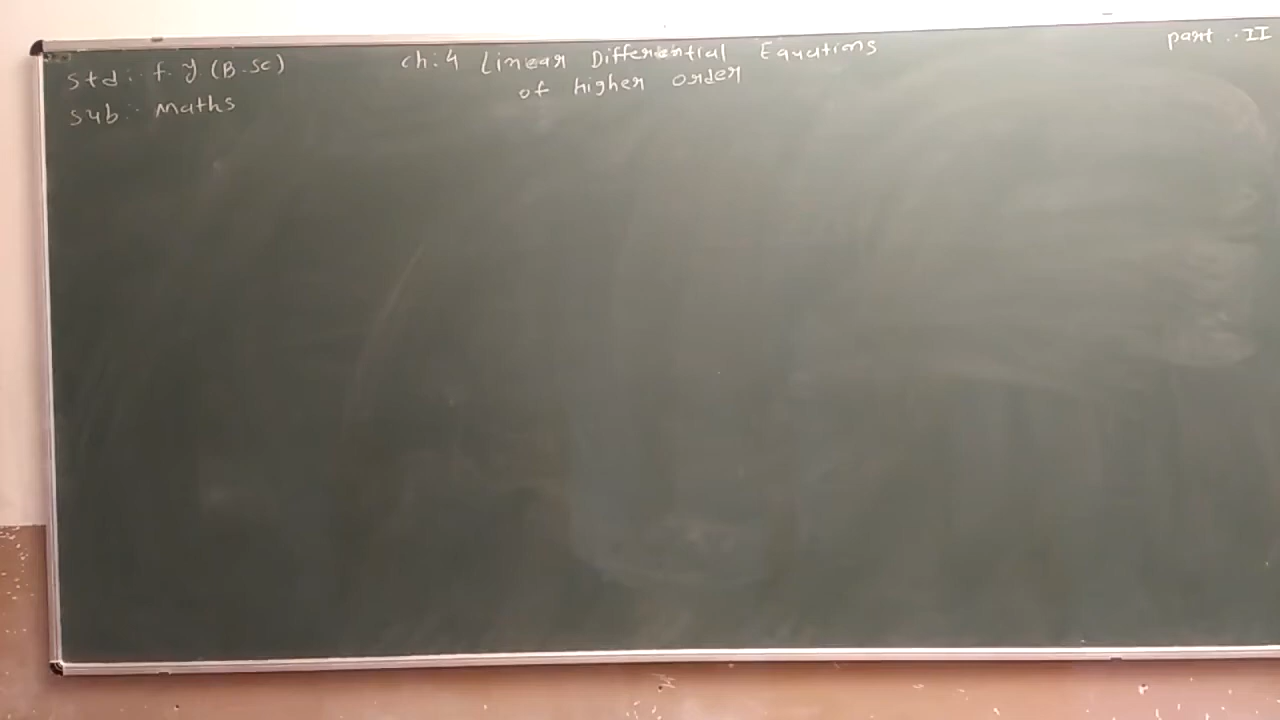 Std :- F. Y. (B.Sc)
Sub :- Maths
Ch:4 Linear Differential Equations
of higher order
Part :- II